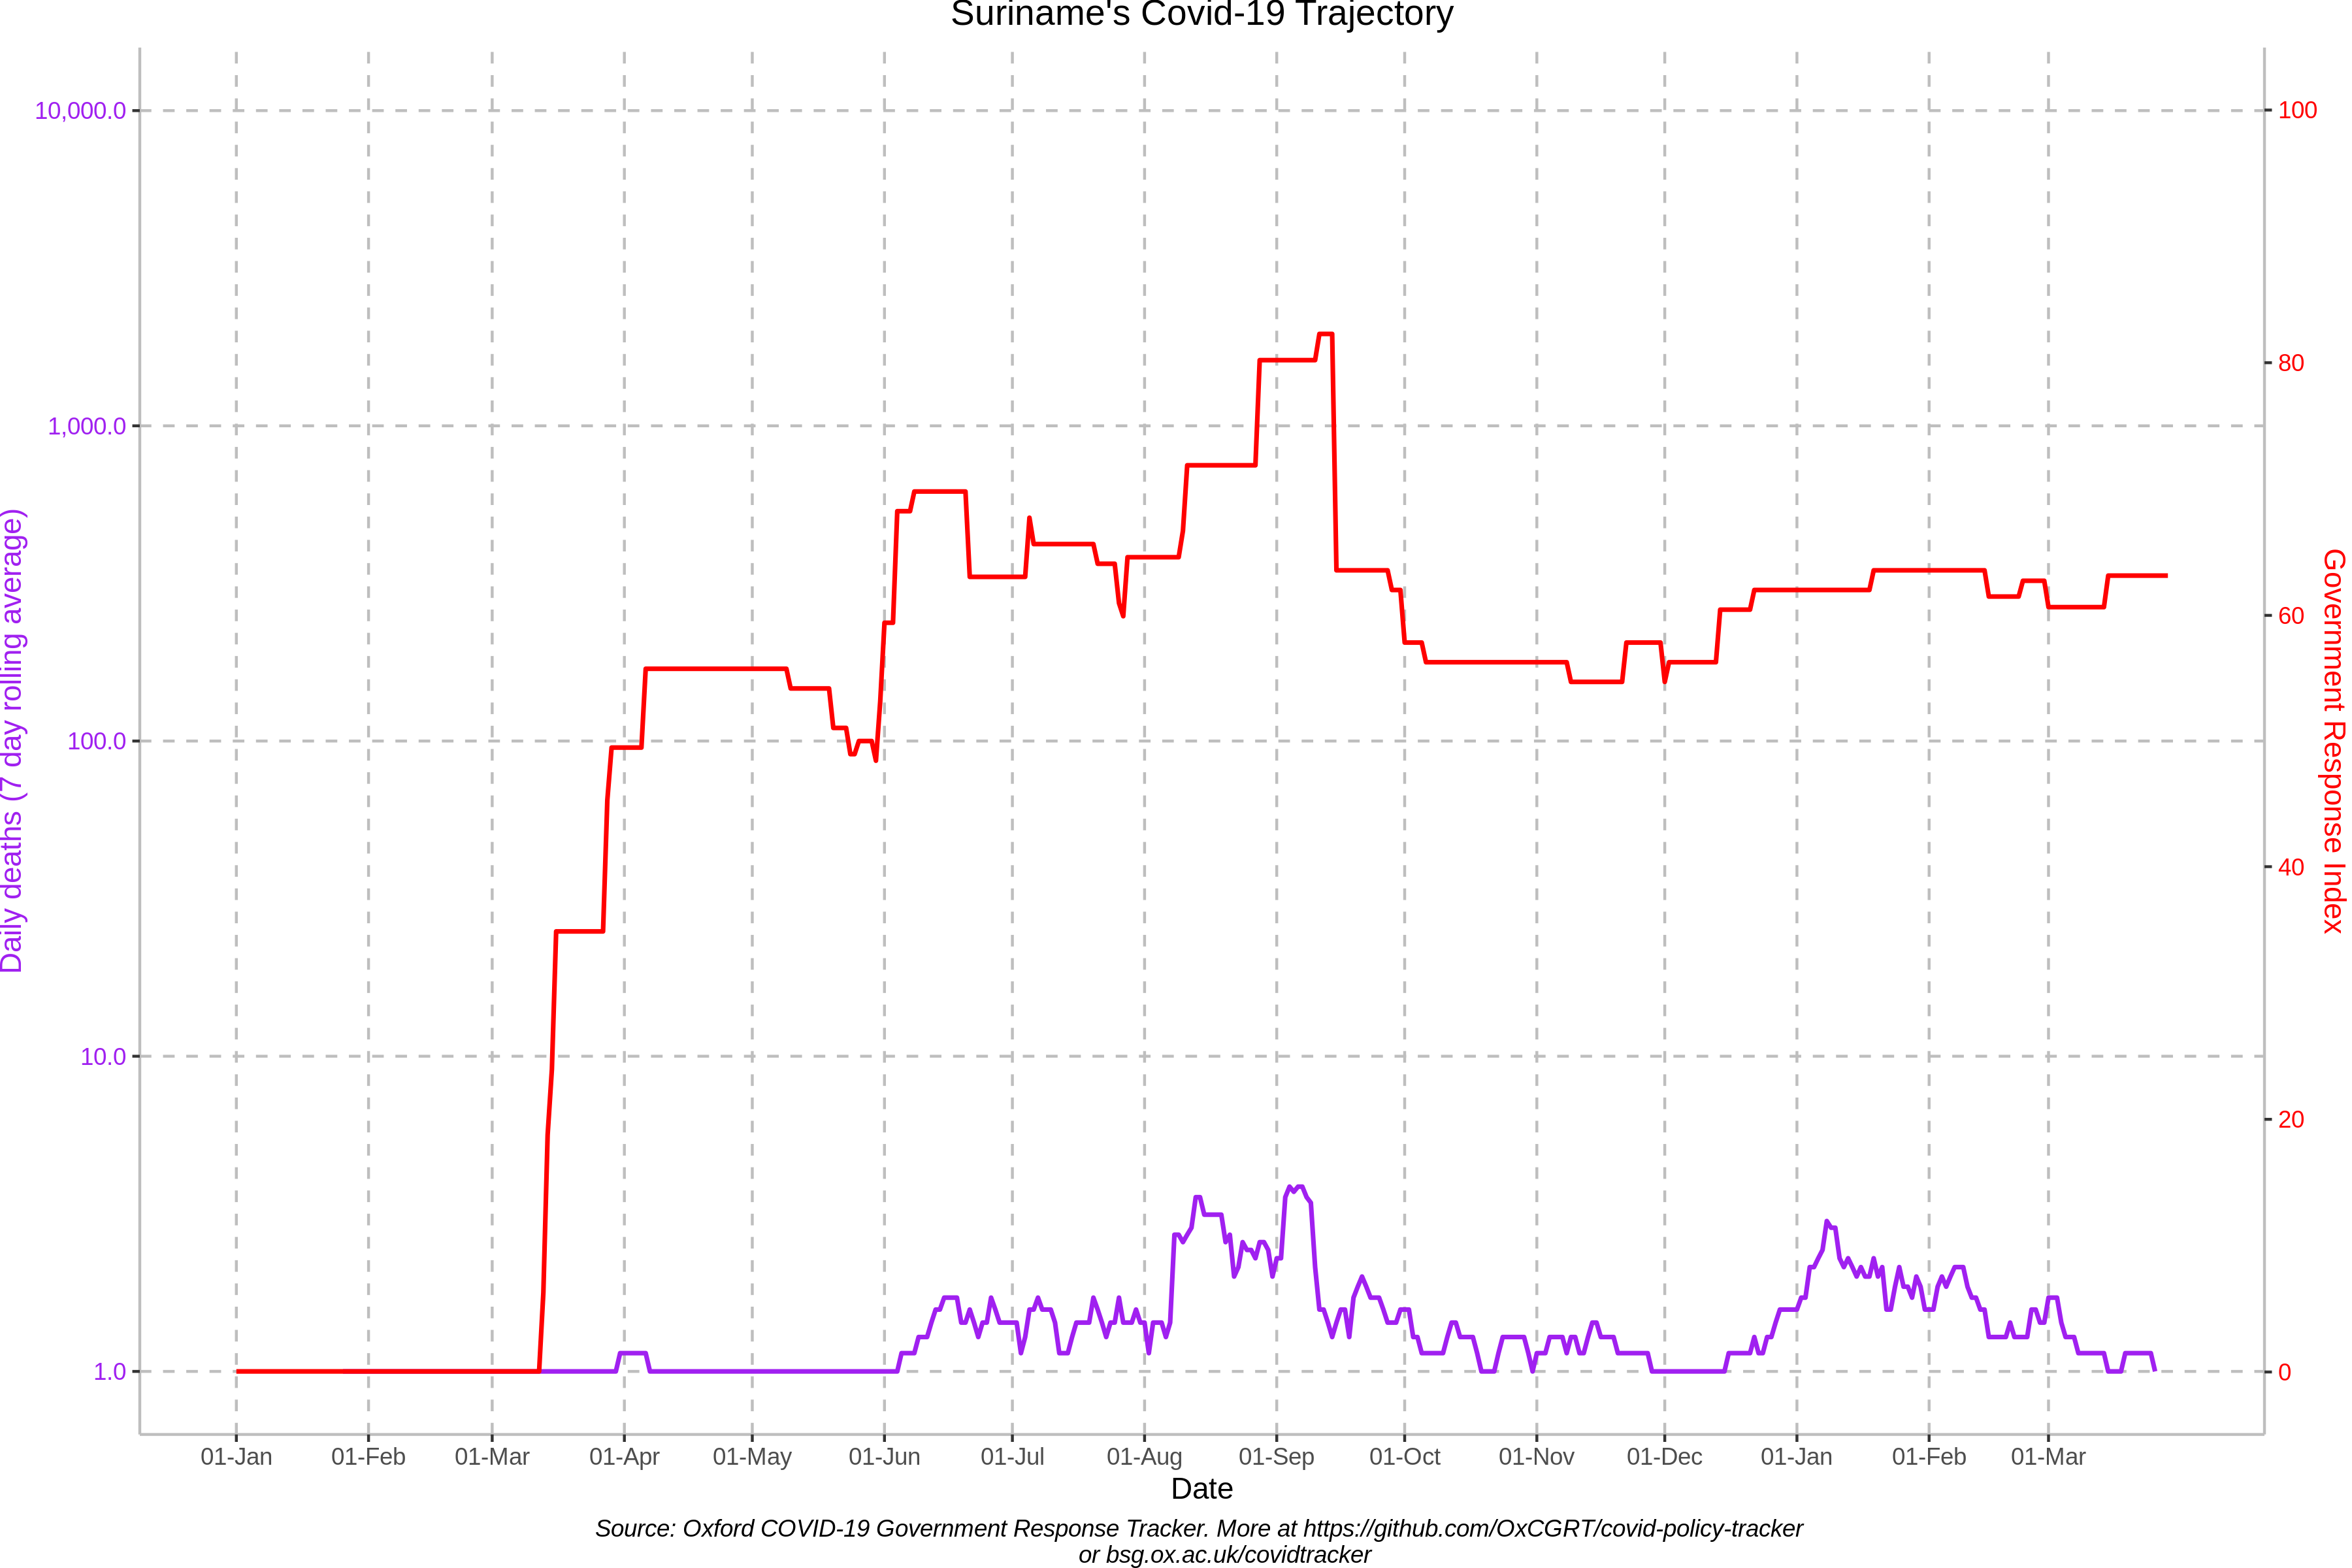 Suriname's Covid-19 Trajectory
10,000.0
1,000.0
100.0
10.0
1.0
Daily deaths (7 day rolling average)
100
80
60
40
20
0
Government Response Index
01-Jan 01-Feb 01-Mar 01-Apr 01-May 01-Jun 01-Jul 01-Aug 01-Sep 01-Oct 01-Nov 01-Dec 01-Jan 01-Feb 01-Mar
Date
Source: Oxford COVID-19 Government Response Tracker. More at https://github.com/OxCGRT/covid-policy-tracker
or bsg.ox.ac.uk/covidtracker